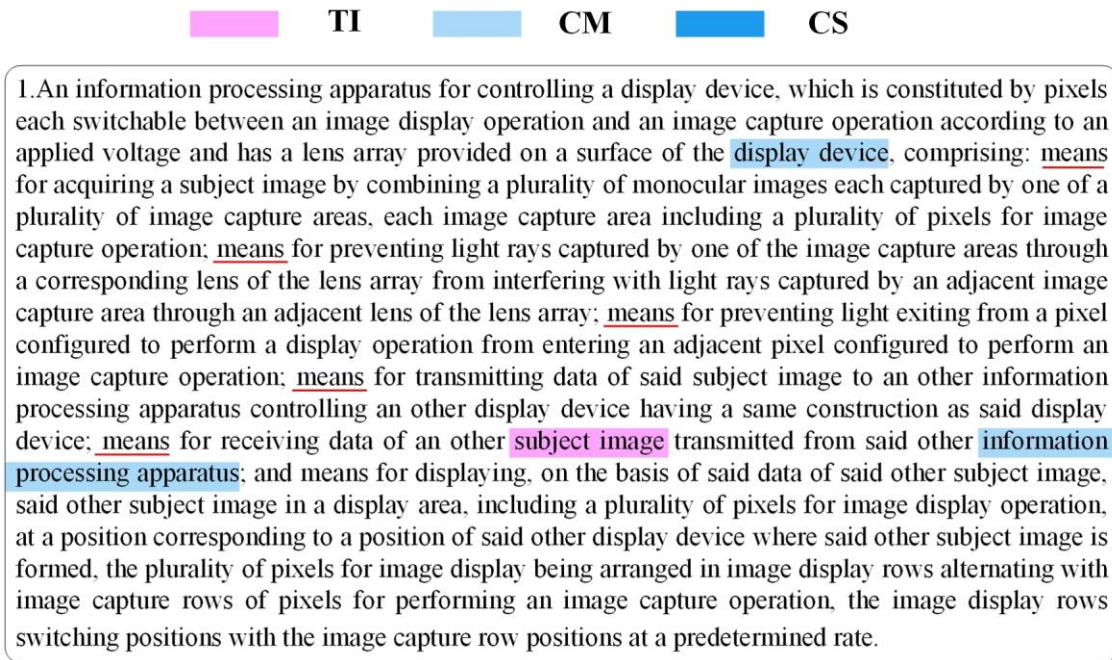 TI CM CS
1.An information processing apparatus for controlling a display device, which is constituted by pixels
each switchable between an image display operation and an image capture operation according to an
applied voltage and has a lens array provided on a surface of the display device, comprising: means
for acquiring a subject image by combining a plurality of monocular images each captured by one of a
plurality of image capture areas, each image capture area including a plurality of pixels for image
capture operation; means for preventing light rays captured by one of the image capture areas through
a corresponding lens of the lens array from interfering with light rays captured by an adjacent image
capture area through an adjacent lens of the lens array; means for preventing light exiting from a pixel
configured to perform a display operation from entering an adjacent pixel configured to perform an
image capture operation; means for transmitting data of said subject image to an other information
processing apparatus controlling an other display device having a same construction as said display
device; means for receiving data of an other subject image transmitted from said other information
processing apparatus; and means for displaying, on the basis of said data of said other subject image,
said other subject image in a display area, including a plurality of pixels for image display operation,
at a position corresponding to a position of said other display device where said other subject image is
formed, the plurality of pixels for image display being arranged in image display rows alternating with
image capture rows of pixels for performing an image capture operation, the image display rows
switching positions with the image capture row positions at a predetermined rate.